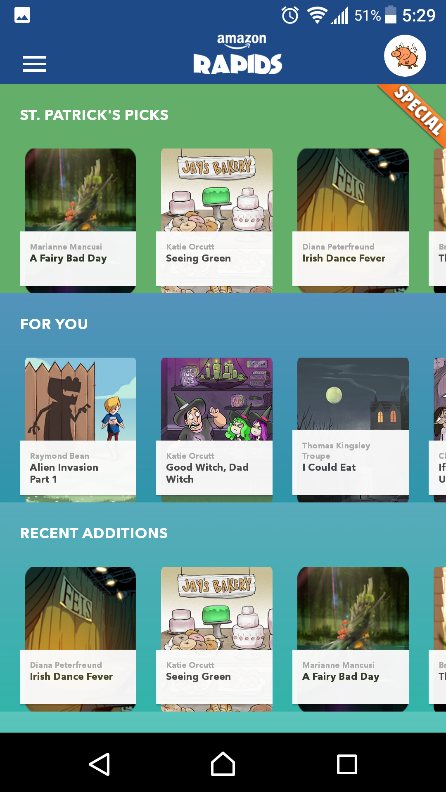 51% 5:29
amazon
RAPIDS
SPECIAL
ST. PATRICK'S PICKS
JAY'S BAKERY
FEIS
Marianne Mancusi
A Fairy Bad Day
Katie Orcutt
Seeing Green
Diana Peterfreund
Irish Dance Fever
FOR YOU
Raymond Bean
Alien Invasion
Part 1
Katie Orcutt
Good Witch, Dad
Witch
Thomas Kingsley
Troupe
I Could Eat
RECENT ADDITIONS
FEIS
JAY'S BAKERY
Diana Peterfreund
Irish Dance Fever
Katie Orcutt
Seeing Green
Marianne Mancusi
A Fairy Bad Day